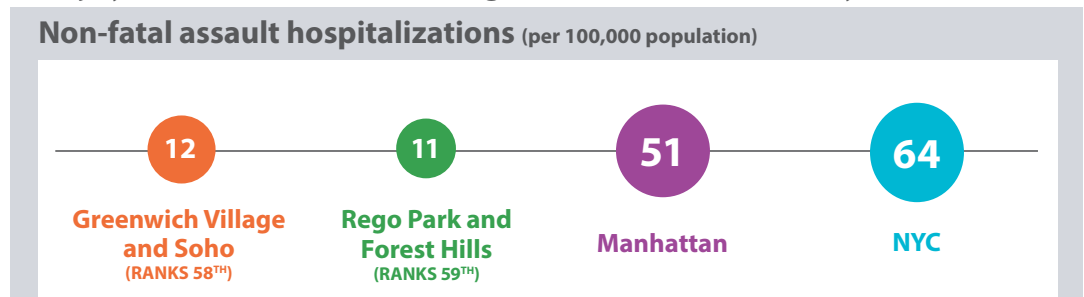 Non-fatal assault hospitalizations (per 100,000 population)
12
11
51
64
Greenwich Village
and Soho
(RANKS 58TH)
Rego Park and
Forest Hills
(RANKS 59TH)
Manhattan
NYC